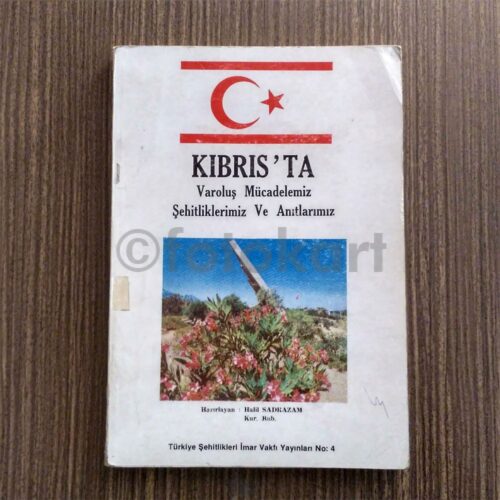 KIBRIS'TA
Varoluş Mücadelemiz
Şehitliklerimiz Ve Anıtlarımız
©fotokart
Hazırlayan : Halil SADRAZAM
Kur. Bnb.
Türkiye Şehitlikleri İmar Vakfı Yayınları No: 4